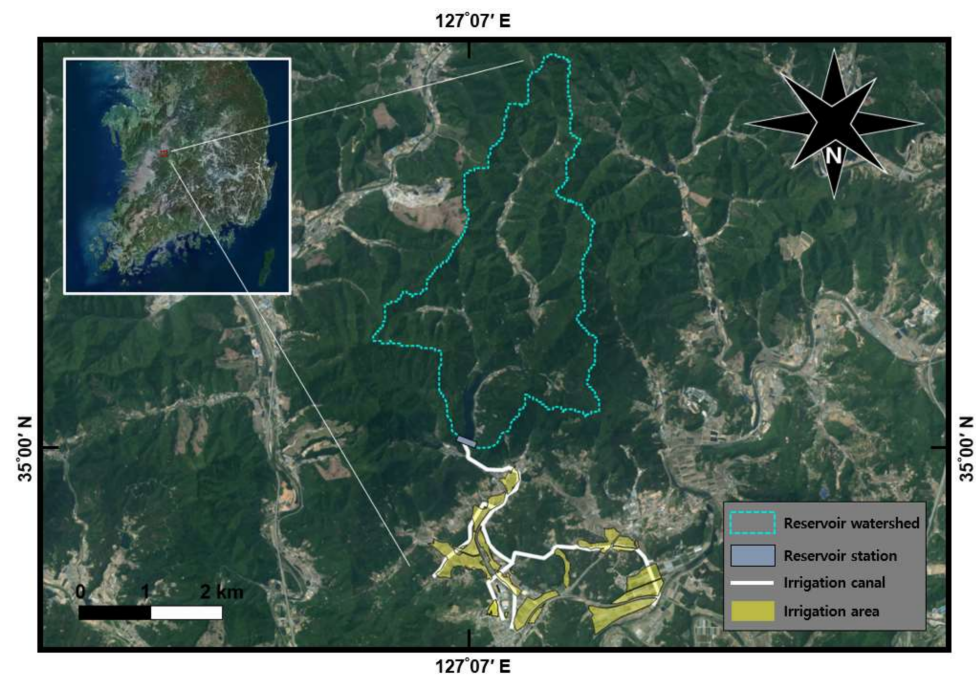 127°07′ E
N
35°00′ N
35°00′ N
Reservoir watershed
Reservoir station
Irrigation canal
Irrigation area
0 1 2 km
127°07′ E